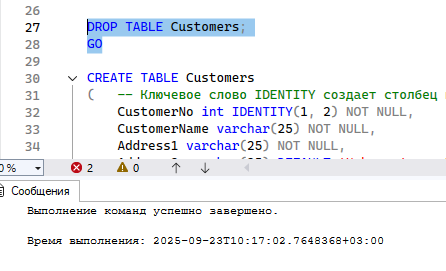 26
27 DROP TABLE Customers;
28 GO
29
30 CREATE TABLE Customers
31 ( -- Ключевое слово IDENTITY создает столбец
32 CustomerNo int IDENTITY(1, 2) NOT NULL,
33 CustomerName varchar(25) NOT NULL,
34 Address1 varchar(25) NOT NULL,
0 %
2
0
Сообщения
Выполнение команд успешно завершено.
Время выполнения: 2025-09-23T10:17:02.7648368+03:00